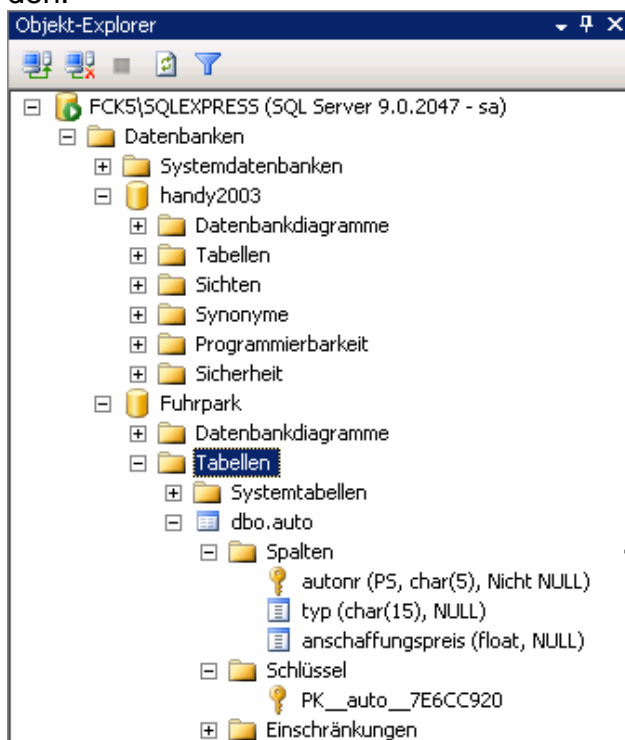 Objekt-Explorer
FCK5\SQLEXPRESS (SQL Server 9.0.2047 - sa)
Datenbanken
Systemdatenbanken
handy2003
Datenbankdiagramme
Tabellen
Sichten
Synonyme
Programmierbarkeit
Sicherheit
Fuhrpark
Datenbankdiagramme
Tabellen
Systemtabellen
dbo.auto
Spalten
autonr (PS, char(5), Nicht NULL)
typ (char(15), NULL)
anschaffungspreis (float, NULL)
Schlüssel
PK__auto__7E6CC920
Einschränkungen